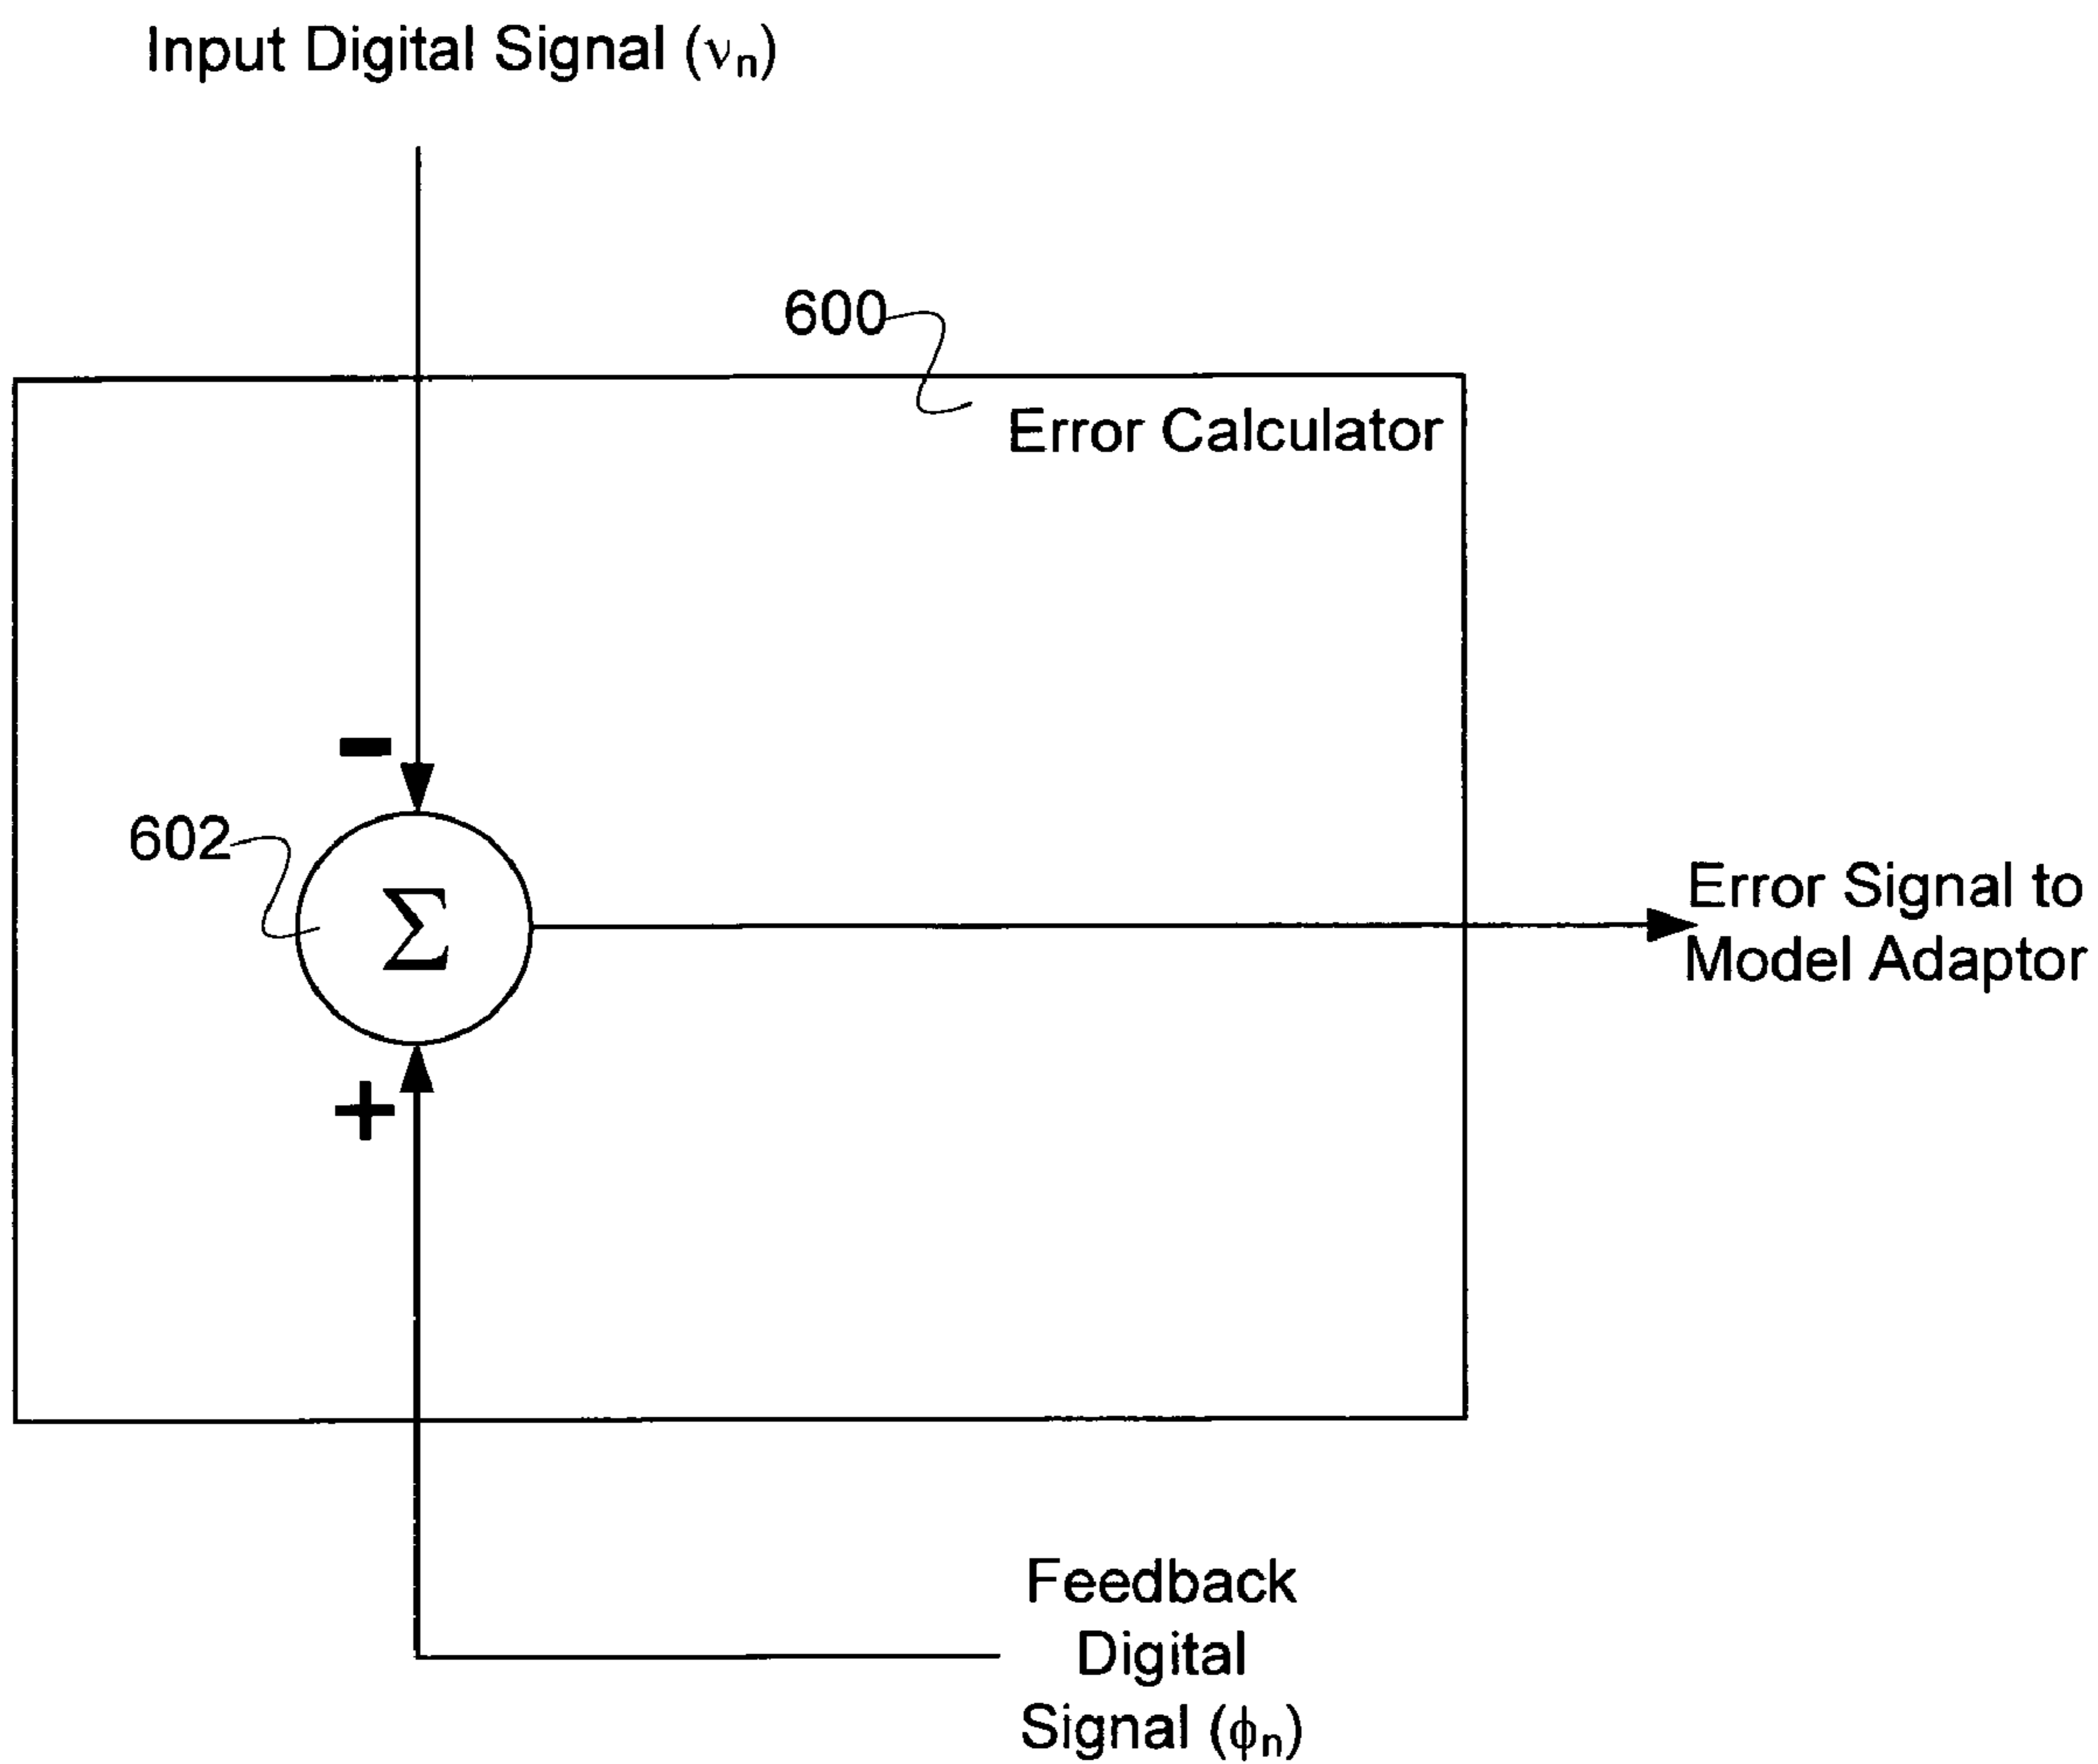 Input Digital Signal (νn)
600
Error Calculator
-
602
Σ
Error Signal to
Model Adaptor
+
Feedback
Digital
Signal (ϕn)